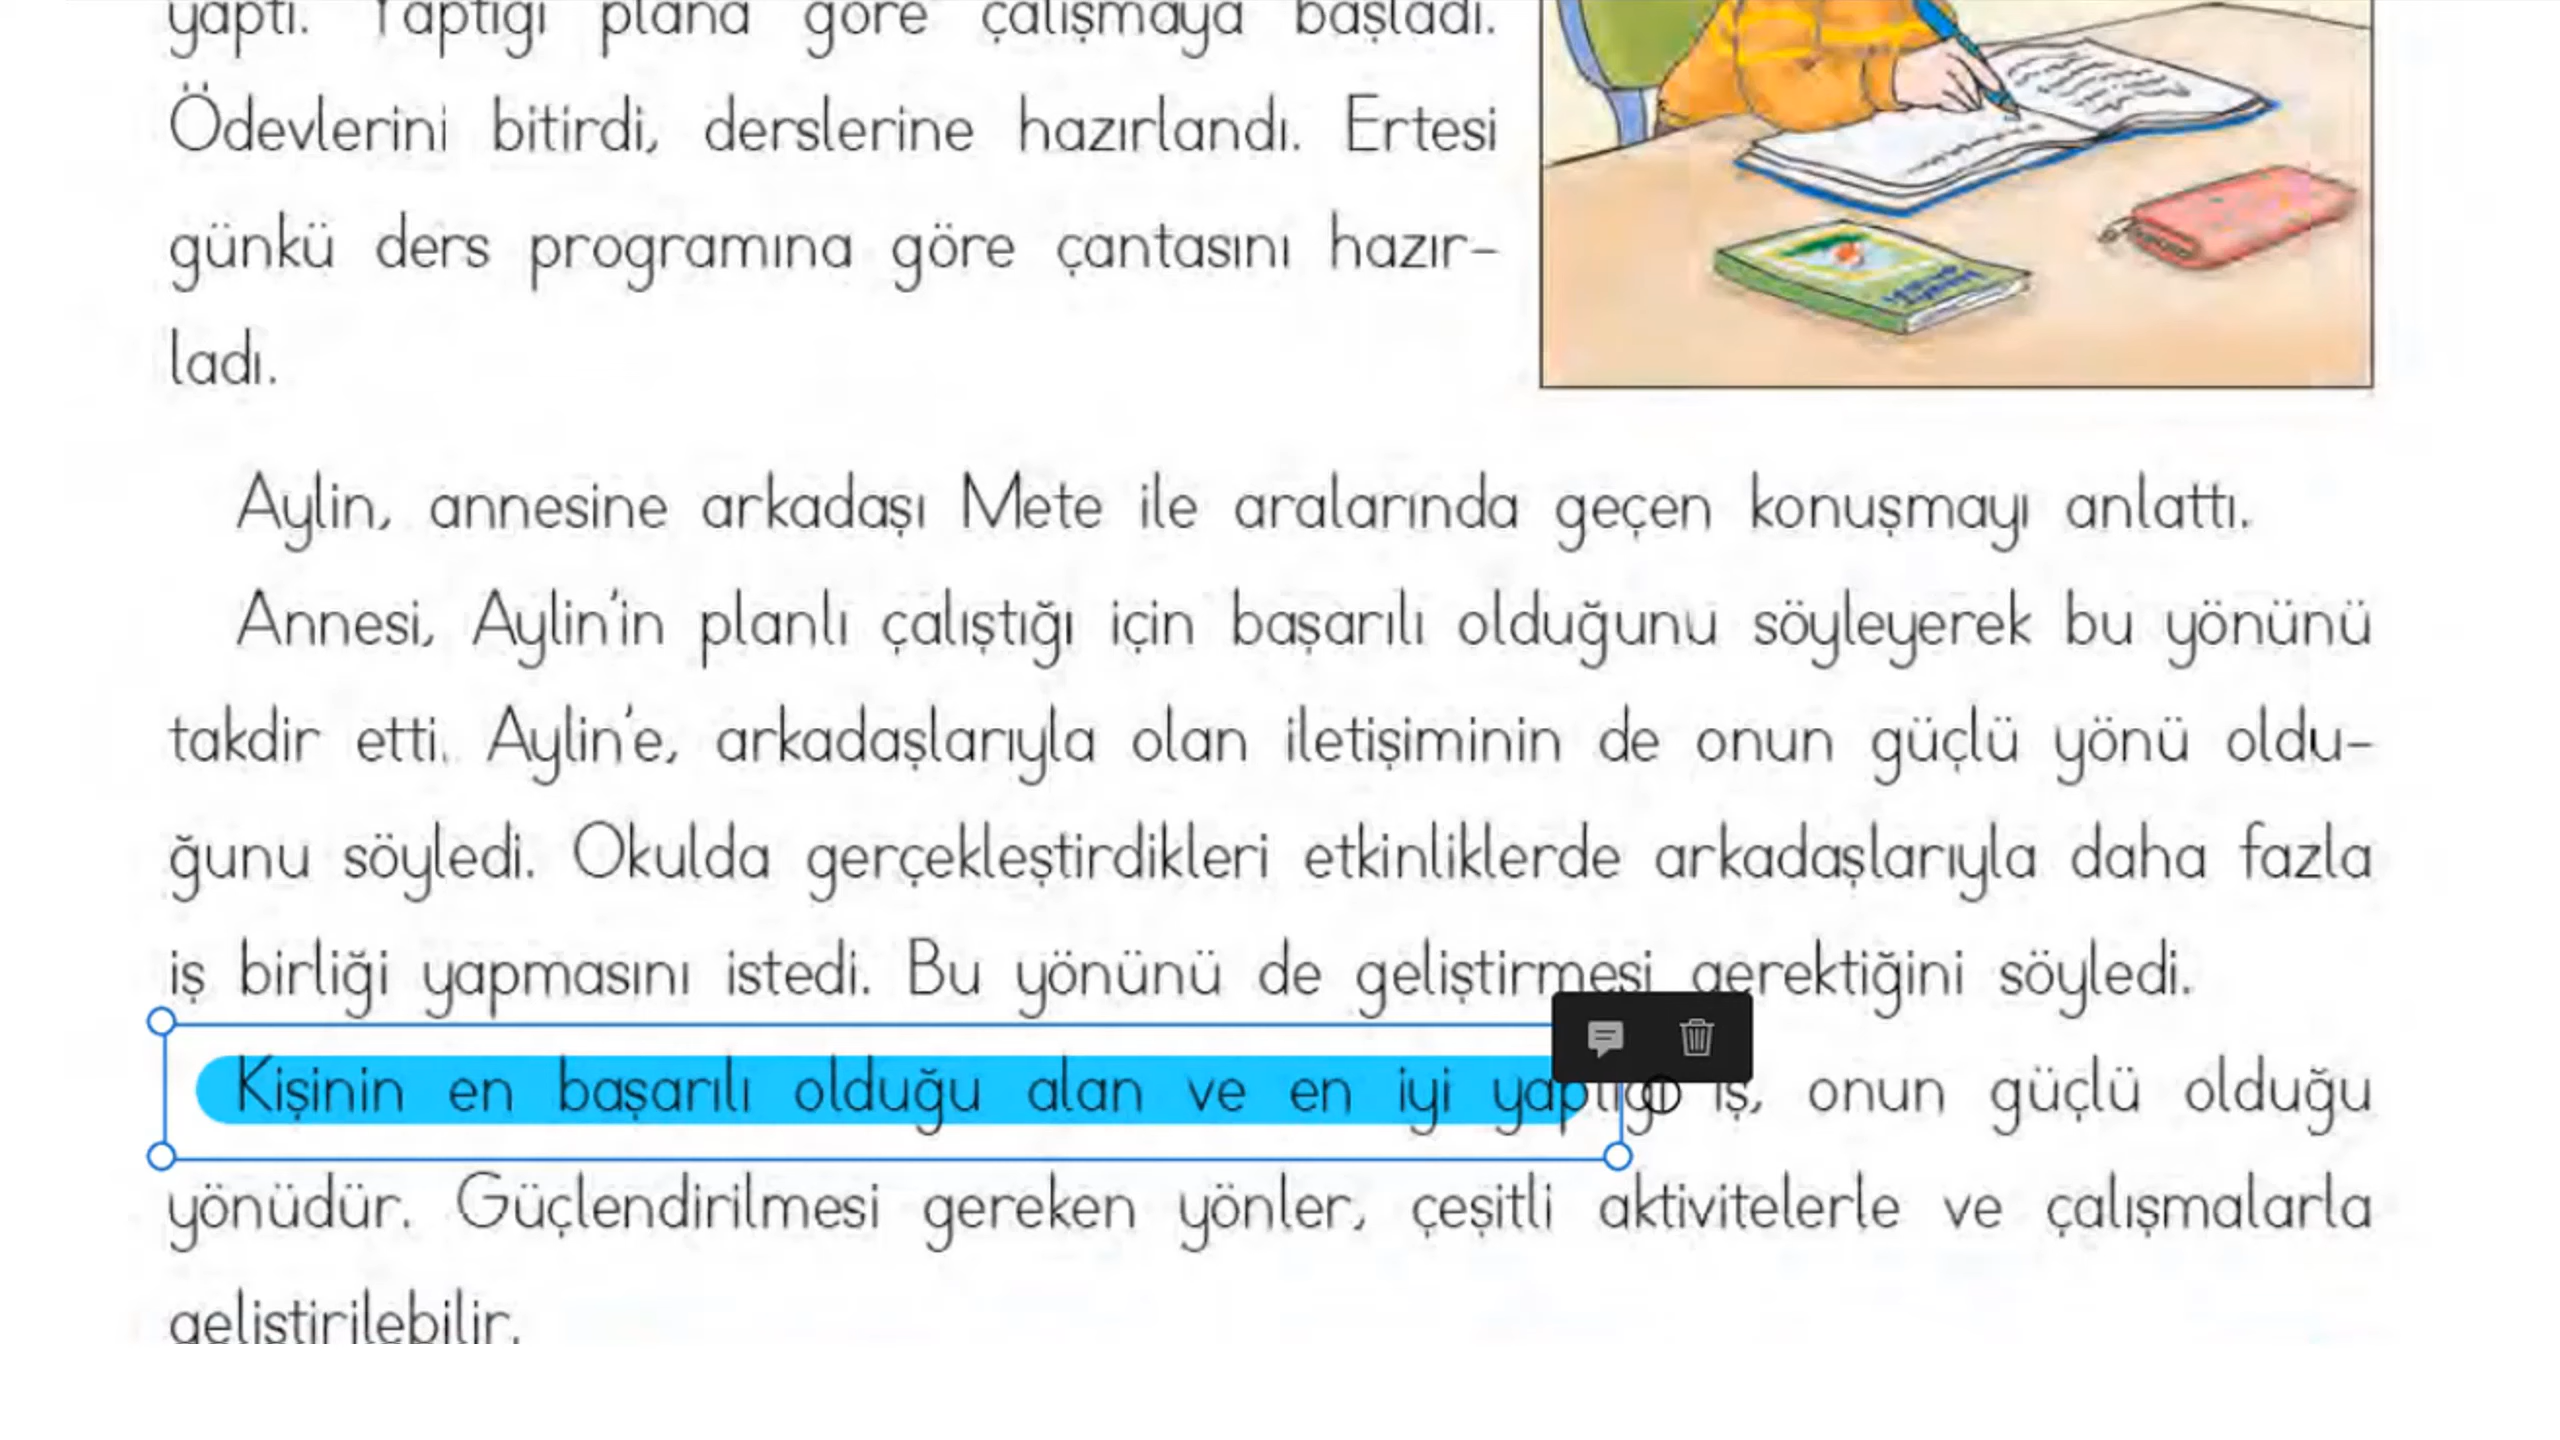 yaptı. Yaptığı plana göre çalışmaya başladı.
Ödevlerini bitirdi, derslerine hazırlandı. Ertesi
günkü ders programına göre çantasını hazır-
ladı.
Aylin, annesine arkadaşı Mete ile aralarında geçen konuşmayı anlattı.
Annesi, Aylin'in planlı çalıştığı için başarılı olduğunu söyleyerek bu yönünü
takdir etti. Aylin'e, arkadaşlarıyla olan iletişiminin de onun güçlü yönü oldu-
ğunu söyledi. Okulda gerçekleştirdikleri etkinliklerde arkadaşlarıyla daha fazla
iş birliği yapmasını istedi. Bu yönünü de geliştirmesi gerektiğini söyledi.
Kişinin en başarılı olduğu alan ve en iyi yaptığı iş, onun güçlü olduğu
yönüdür. Güçlendirilmesi gereken yönler, çeşitli aktivitelerle ve çalışmalarla
geliştirilebilir.